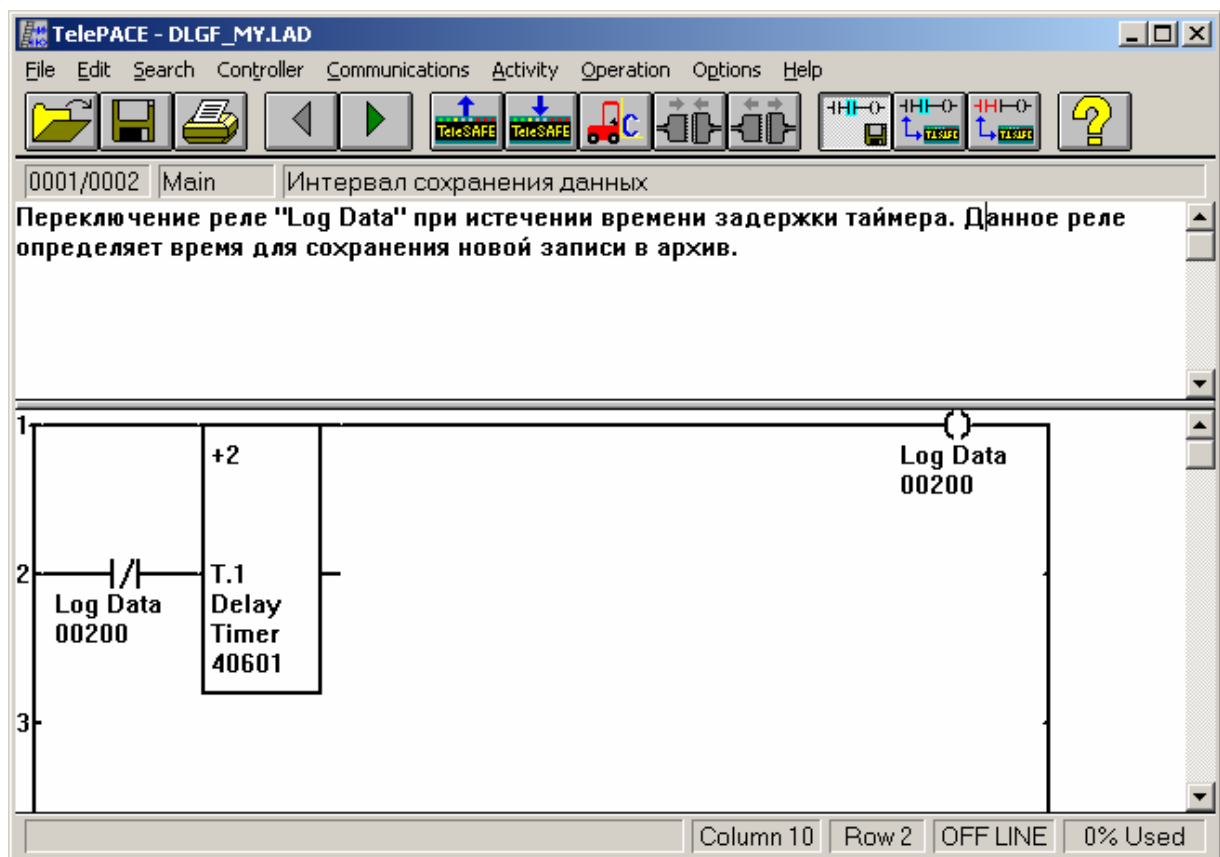 TelePACE - DLGF_MY.LAD
File Edit Search Controller Communications Activity Operation Options Help
TeleSAFE TeleSAFE C
0001/0002 Main Интервал сохранения данных
Переключение реле "Log Data" при истечении времени задержки таймера. Данное реле
определяет время для сохранения новой записи в архив.
1
+2
Log Data
00200
2
T.1
Log Data
00200
Delay
Timer
40601
3
Column 10 Row 2 OFF LINE 0% Used